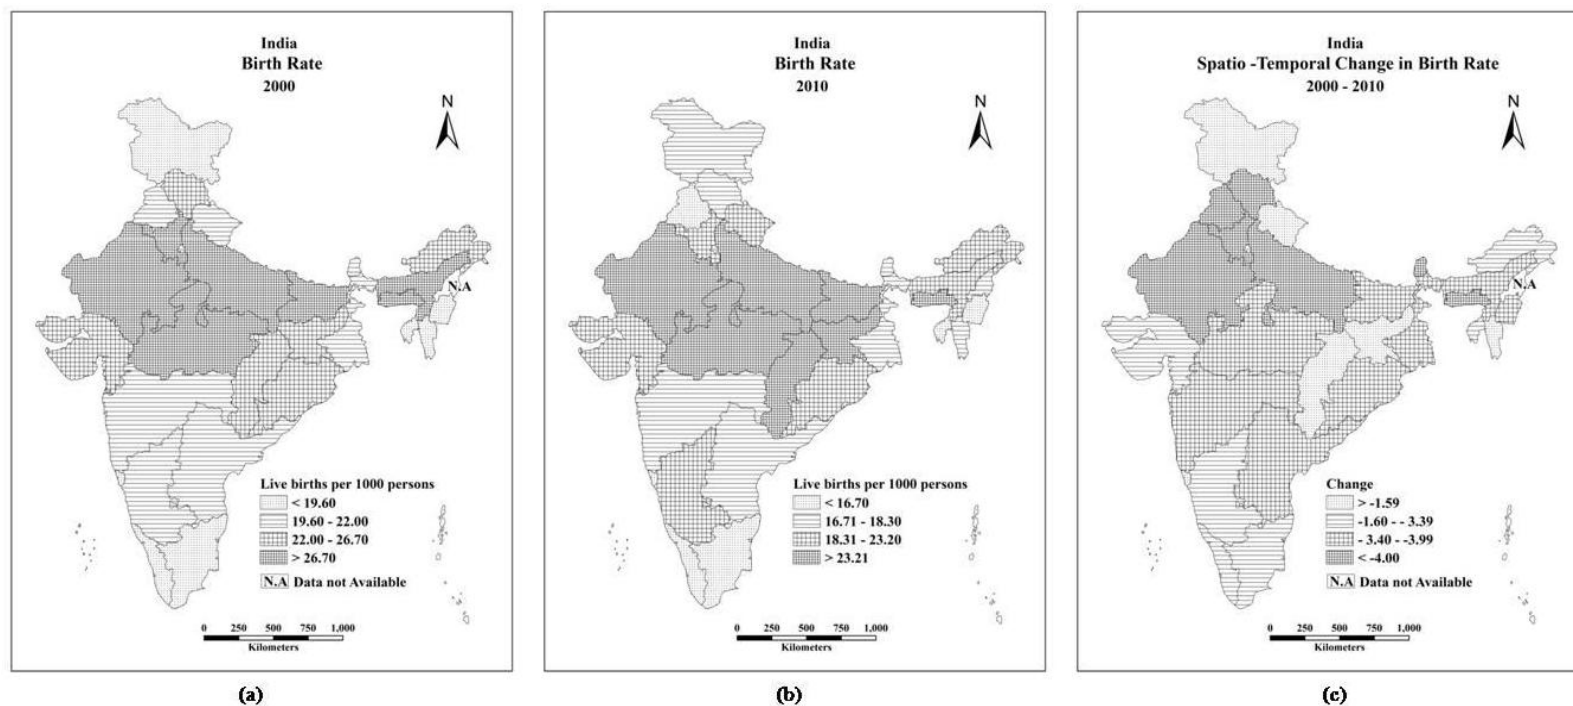 India
Birth Rate
2000
N
N.A
Live births per 1000 persons
< 19.60
19.60 - 22.00
22.00 - 26.70
> 26.70
N.A Data not Available
0 250 500 750 1,000
Kilometers
(a)
India
Birth Rate
2010
N
Live births per 1000 persons
< 16.70
16.71 - 18.30
18.31 - 23.20
> 23.21
0 250 500 750 1,000
Kilometers
(b)
India
Spatio -Temporal Change in Birth Rate
2000 - 2010
N
N.A
Change
> -1.59
-1.60 - - 3.39
- 3.40 - -3.99
< -4.00
N.A Data not Available
0 250 500 750 1,000
Kilometers
(c)